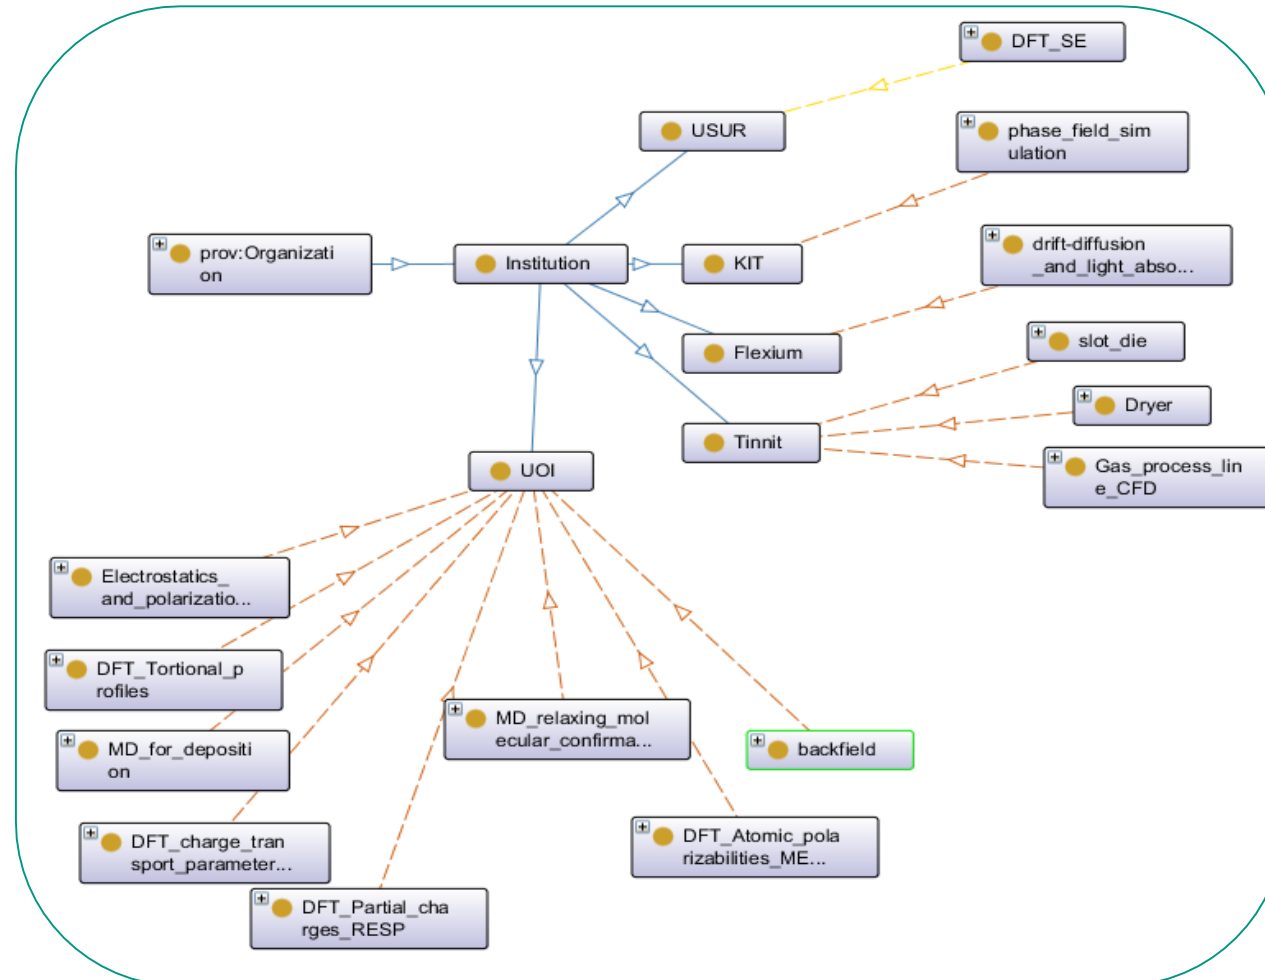 DFT_SE
USUR
phase_field_sim
ulation
prov:Organizati
on
Institution
KIT
drift-diffusion
_and_light_abso...
Flexium
slot_die
Dryer
Tinnit
Gas_process_lin
e_CFD
UOI
Electrostatics_
and_polarizatio...
DFT_Tortional_p
rofiles
MD_for_depositi
on
MD_relaxing_mol
ecular_confirma...
backfield
DFT_charge_tran
sport_parameter...
DFT_Atomic_pola
rizabilities_ME...
DFT_Partial_cha
rges_RESP